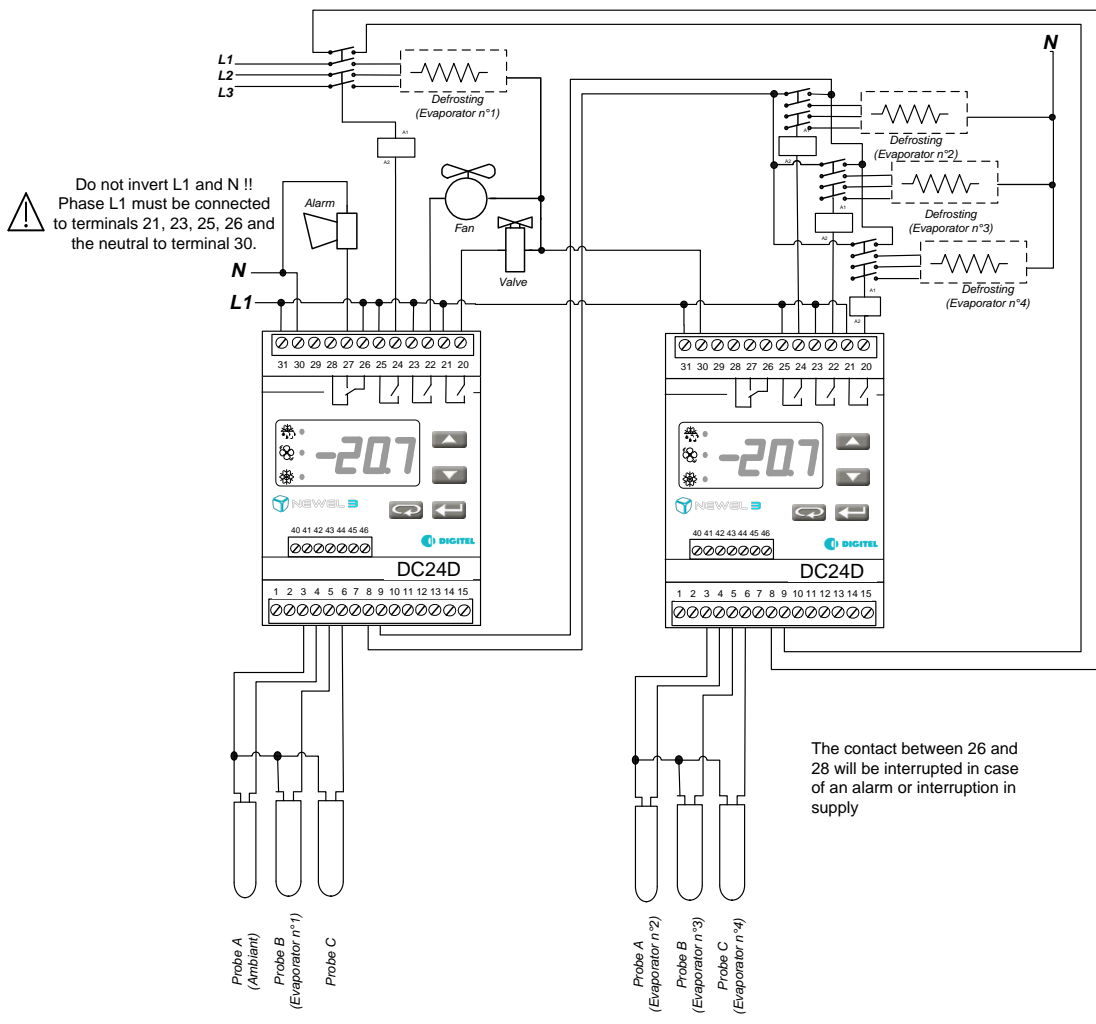 L1
L2
L3
Defrosting
(Evaporator n°1)
A1
A2
N
Defrosting
(Evaporator n°2)
A1
A2
Defrosting
(Evaporator n°3)
A1
A2
Defrosting
(Evaporator n°4)
A1
A2
Do not invert L1 and N !!
Phase L1 must be connected
to terminals 21, 23, 25, 26 and
the neutral to terminal 30.
Alarm
Fan
Valve
N
L1
31 30 29 28 27 26 25 24 23 22 21 20
-20.7
NEWEL 3
40 41 42 43 44 45 46
DIGITEL
DC24D
1 2 3 4 5 6 7 8 9 10 11 12 13 14 15
31 30 29 28 27 26 25 24 23 22 21 20
-20.7
NEWEL 3
40 41 42 43 44 45 46
DIGITEL
DC24D
1 2 3 4 5 6 7 8 9 10 11 12 13 14 15
The contact between 26 and
28 will be interrupted in case
of an alarm or interruption in
supply
Probe A
(Ambiant)
Probe B
(Evaporator n°1)
Probe C
Probe A
(Evaporator n°2)
Probe B
(Evaporator n°3)
Probe C
(Evaporator n°4)